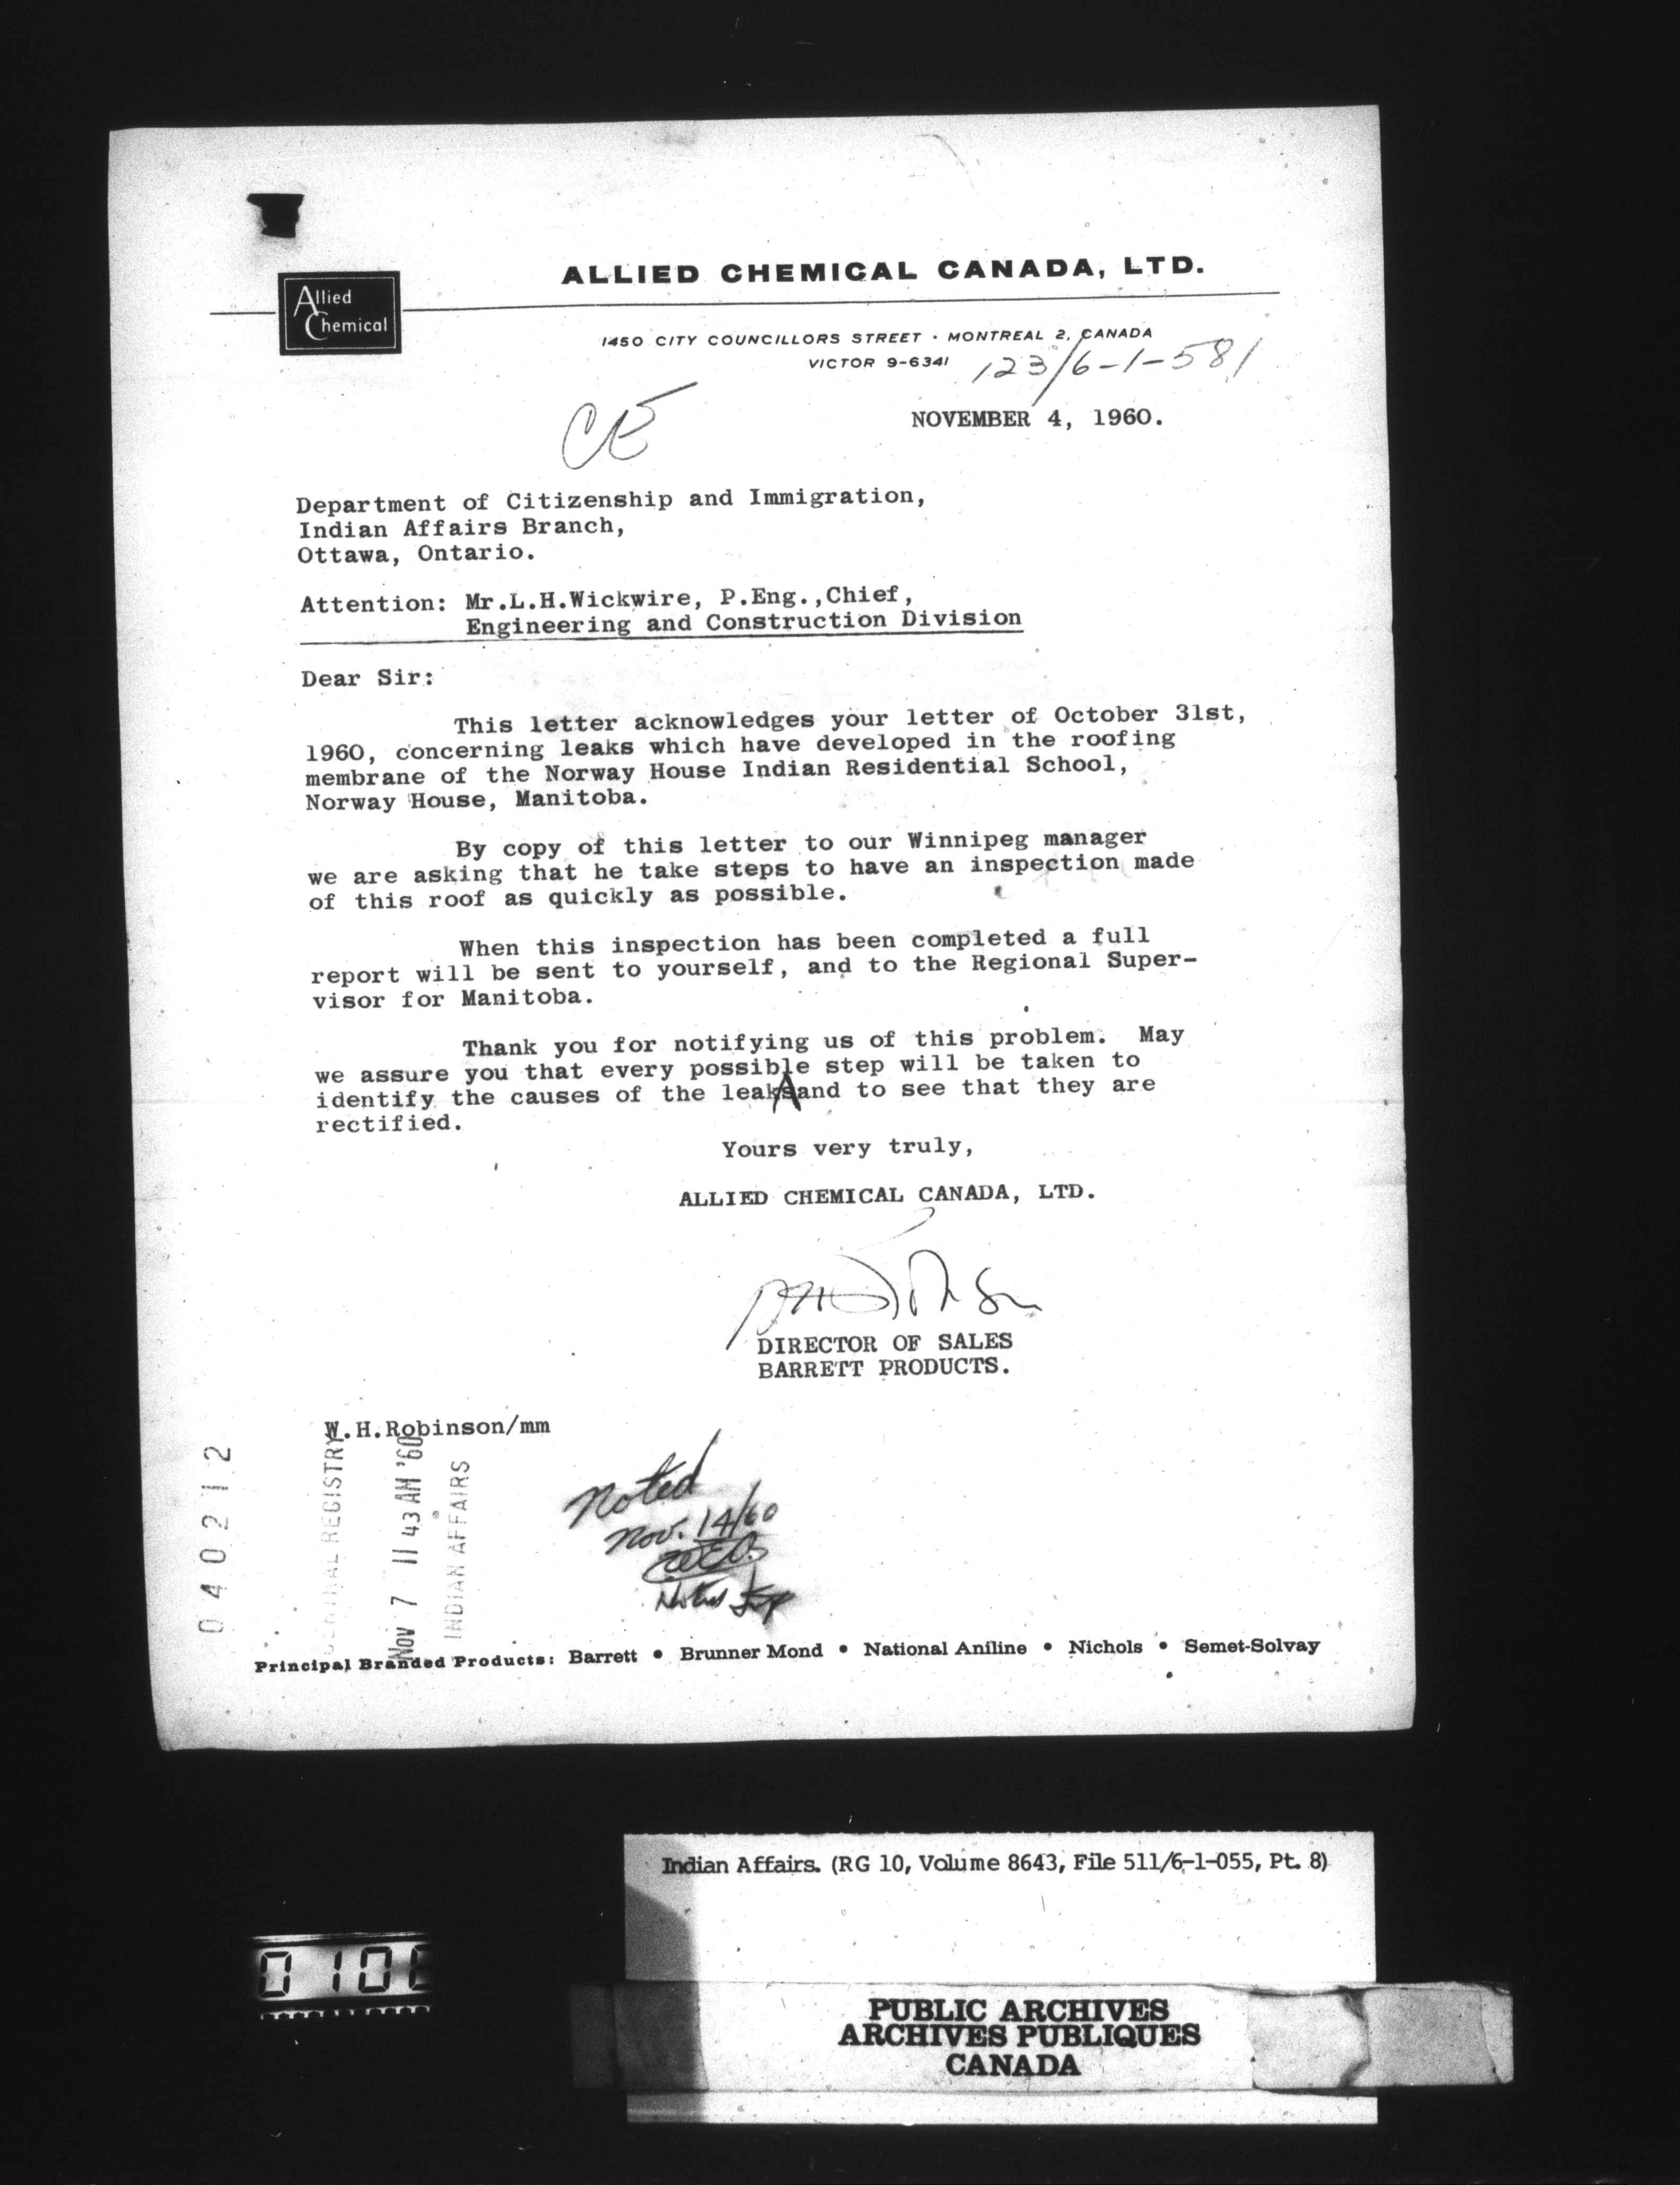 ALLIED CHEMICAL CANADA, LTD.
Allied
Chemical
1450 CITY COUNCILLORS STREET · MONTREAL 2, CANADA
VICTOR 9-6341
123/6-1-581
CE
NOVEMBER 4, 1960.
Department of Citizenship and Immigration,
Indian Affairs Branch,
Ottawa, Ontario.
Attention: Mr.L.H.Wickwire, P.Eng.,Chief,
Engineering and Construction Division
Dear Sir:
This letter acknowledges your letter of October 31st,
1960, concerning leaks which have developed in the roofing
membrane of the Norway House Indian Residential School,
Norway House, Manitoba.
By copy of this letter to our Winnipeg manager
we are asking that he take steps to have an inspection made
of this roof as quickly as possible.
When this inspection has been completed a full
report will be sent to yourself, and to the Regional Super-
visor for Manitoba.
Thank you for notifying us of this problem. May
we assure you that every possible step will be taken to
identify the causes of the leaks and to see that they are
rectified.
Yours very truly,
ALLIED CHEMICAL CANADA, LTD.
DIRECTOR OF SALES
BARRETT PRODUCTS.
W.H.Robinson/mm
040212
REGISTRY
NOV 7 11 43 AM '60
INDIAN AFFAIRS
Noted
Nov. 14/60
Principal Branded Products: Barrett • Brunner Mond • National Aniline • Nichols • Semet-Solvay
Indian Affairs. (RG 10, Volume 8643, File 511/6-1-055, Pt. 8)
PUBLIC ARCHIVES
ARCHIVES PUBLIQUES
CANADA